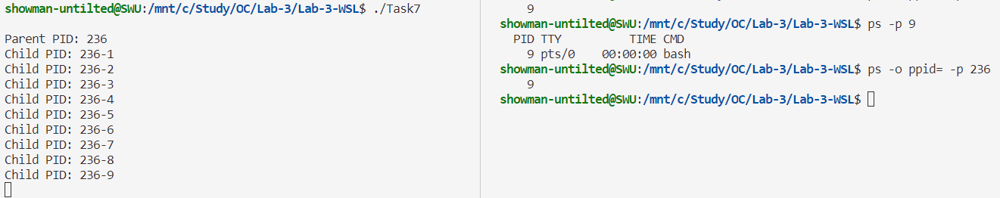 showman-untilted@SWU:/mnt/c/Study/OC/Lab-3/Lab-3-WSL$ ./Task7
Parent PID: 236
Child PID: 236-1
Child PID: 236-2
Child PID: 236-3
Child PID: 236-4
Child PID: 236-5
Child PID: 236-6
Child PID: 236-7
Child PID: 236-8
Child PID: 236-9
9
showman-untilted@SWU:/mnt/c/Study/OC/Lab-3/Lab-3-WSL$ ps -p 9
PID TTY          TIME CMD
9 pts/0    00:00:00 bash
showman-untilted@SWU:/mnt/c/Study/OC/Lab-3/Lab-3-WSL$ ps -o ppid= -p 236
9
showman-untilted@SWU:/mnt/c/Study/OC/Lab-3/Lab-3-WSL$